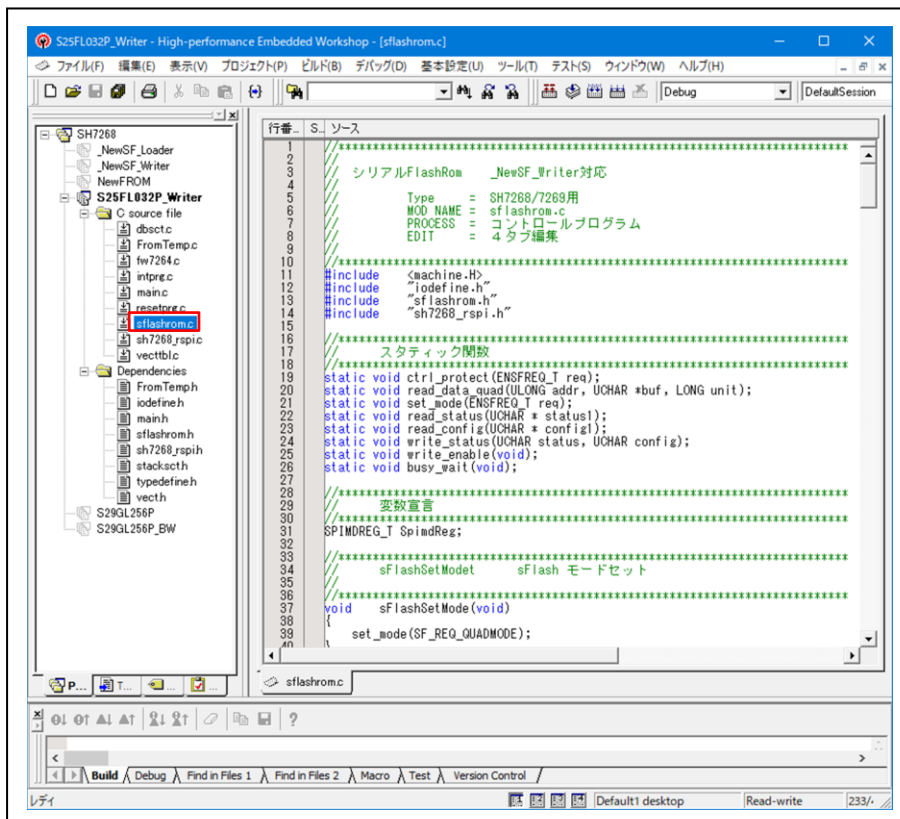 S25FL032P_Writer - High-performance Embedded Workshop - [sflashrom.c]
ファイル(F) 編集(E) 表示(V) プロジェクト(P) ビルド(B) デバッグ(D) 基本設定(U) ツール(T) テスト(S) ウィンドウ(W) ヘルプ(H)
Debug DefaultSession
SH7268
_NewSF_Loader
_NewSF_Writer
NewFROM
S25FL032P_Writer
C source file
dbsct.c
FromTemp.c
fw7264.c
intprg.c
main.c
resetprg.c
sflashrom.c
sh7268_rspi.c
vecttbl.c
Dependencies
FromTemp.h
iodefine.h
main.h
sflashrom.h
sh7268_rspi.h
stacksct.h
typedefine.h
vect.h
S29GL256P
S29GL256P_BW
P... T... ... ...
行番... S... ソース
1 //*****************************************************************************
2 //
3 // シリアルFlashRom _NewSF_Writer対応
4 //
5 // Type = SH7268/7269用
6 // MOD NAME = sflashrom.c
7 // PROCESS = コントロールプログラム
8 // EDIT = 4タブ編集
9 //
10 //*****************************************************************************
11 #include <machine.H>
12 #include "iodefine.h"
13 #include "sflashrom.h"
14 #include "sh7268_rspi.h"
15
16 //*****************************************************************************
17 // スタティック関数
18 //*****************************************************************************
19 static void ctrl_protect(ENSFREQ_T req);
20 static void read_data_quad(ULONG addr, UCHAR *buf, LONG unit);
21 static void set_mode(ENSFREQ_T req);
22 static void read_status(UCHAR * status1);
23 static void read_config(UCHAR * config1);
24 static void write_status(UCHAR status, UCHAR config);
25 static void write_enable(void);
26 static void busy_wait(void);
27
28 //*****************************************************************************
29 // 変数宣言
30 //*****************************************************************************
31 SPIMDREG_T SpimdReg;
32
33 //*****************************************************************************
34 // sFlashSetModet sFlash モードセット
35 //
36 //*****************************************************************************
37 void sFlashSetMode(void)
38 {
39 set_mode(SF_REQ_QUADMODE);
40 }
sflashrom.c
Build Debug Find in Files 1 Find in Files 2 Macro Test Version Control
レディ Default1 desktop Read-write 233/